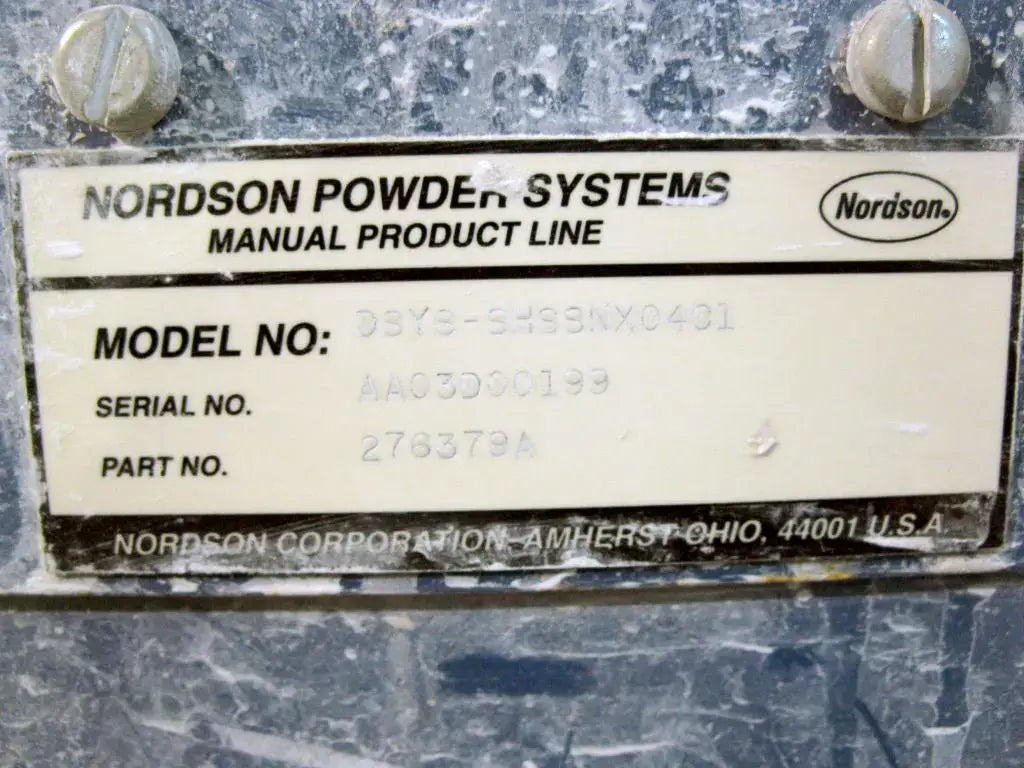 NORDSON POWDER SYSTEMS
MANUAL PRODUCT LINE
Nordson®
MODEL NO:
SERIAL NO. AA03D00199
PART NO. 276379A
NORDSON CORPORATION AMHERST OHIO, 44001 U.S.A.